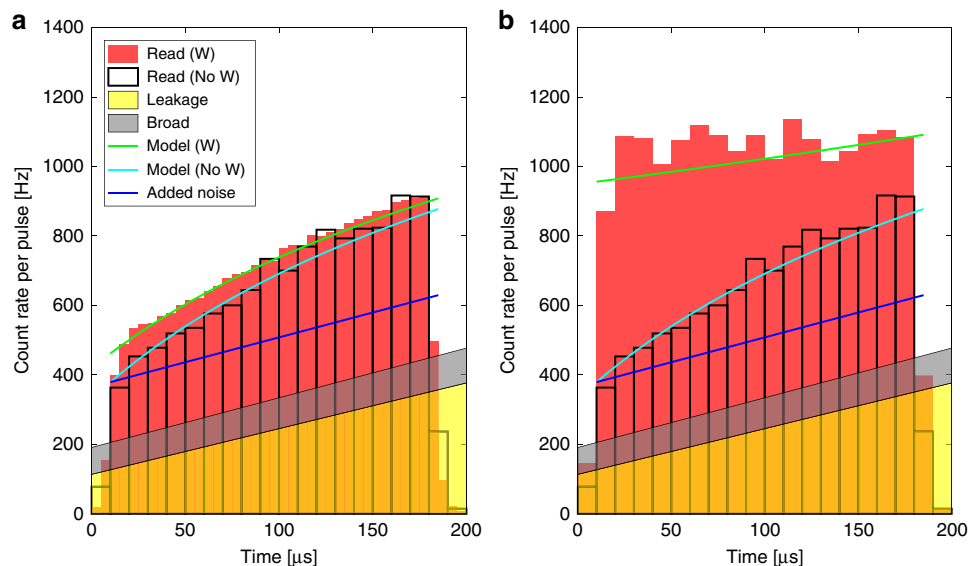 a
Count rate per pulse [Hz]
1400
1200
1000
800
600
400
200
0
Read (W)
Read (No W)
Leakage
Broad
Model (W)
Model (No W)
Added noise
0 50 100 150 200
Time [μs]
b
Count rate per pulse [Hz]
1400
1200
1000
800
600
400
200
0
0 50 100 150 200
Time [μs]